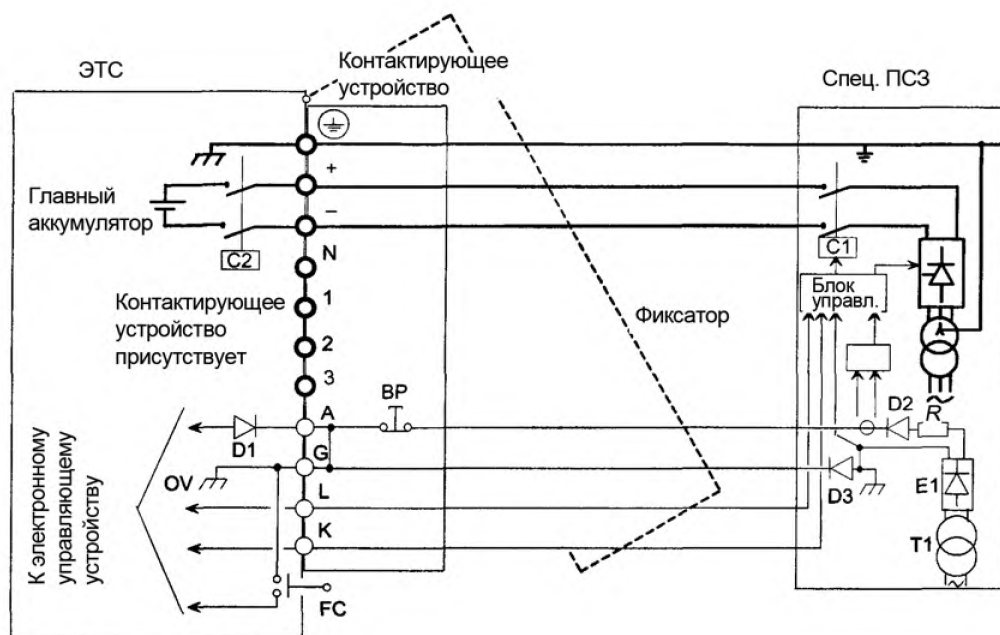 ЭТС
Контактирующее
устройство
Спец. ПСЗ
+
Главный
аккумулятор
–
C2
N
C1
Контактирующее
устройство
присутствует
1
2
3
Блок
управл.
Фиксатор
A
BP
D2
R
D1
К электронному
управляющему
устройству
G
OV
D3
E1
L
K
T1
FC